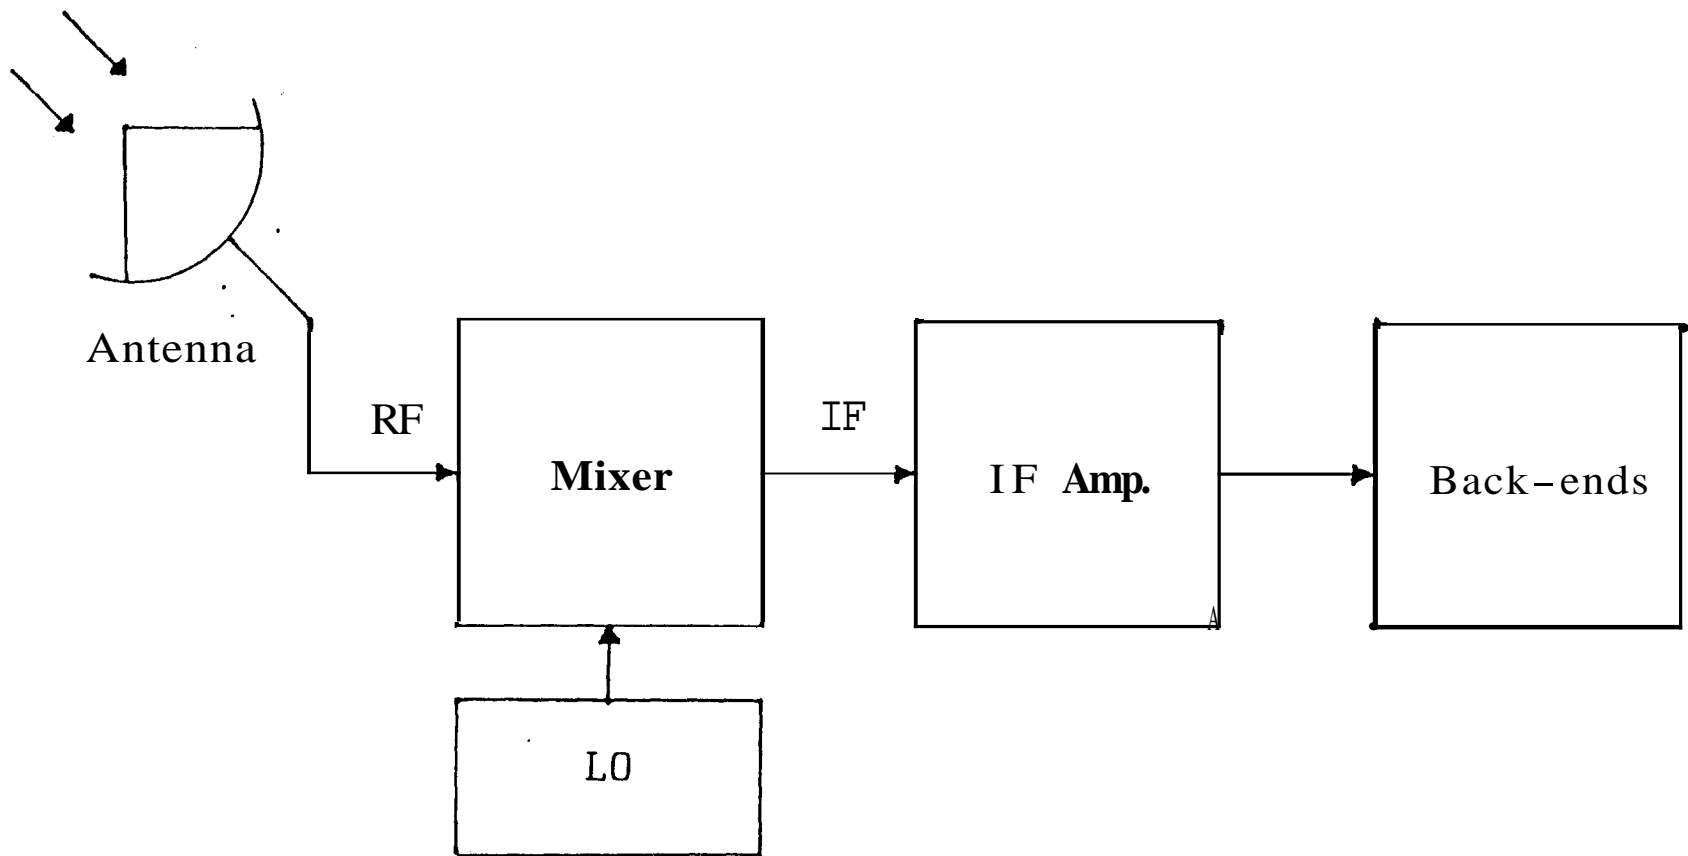 Antenna
RF
Mixer
IF
IF Amp.
Back-ends
A
LO